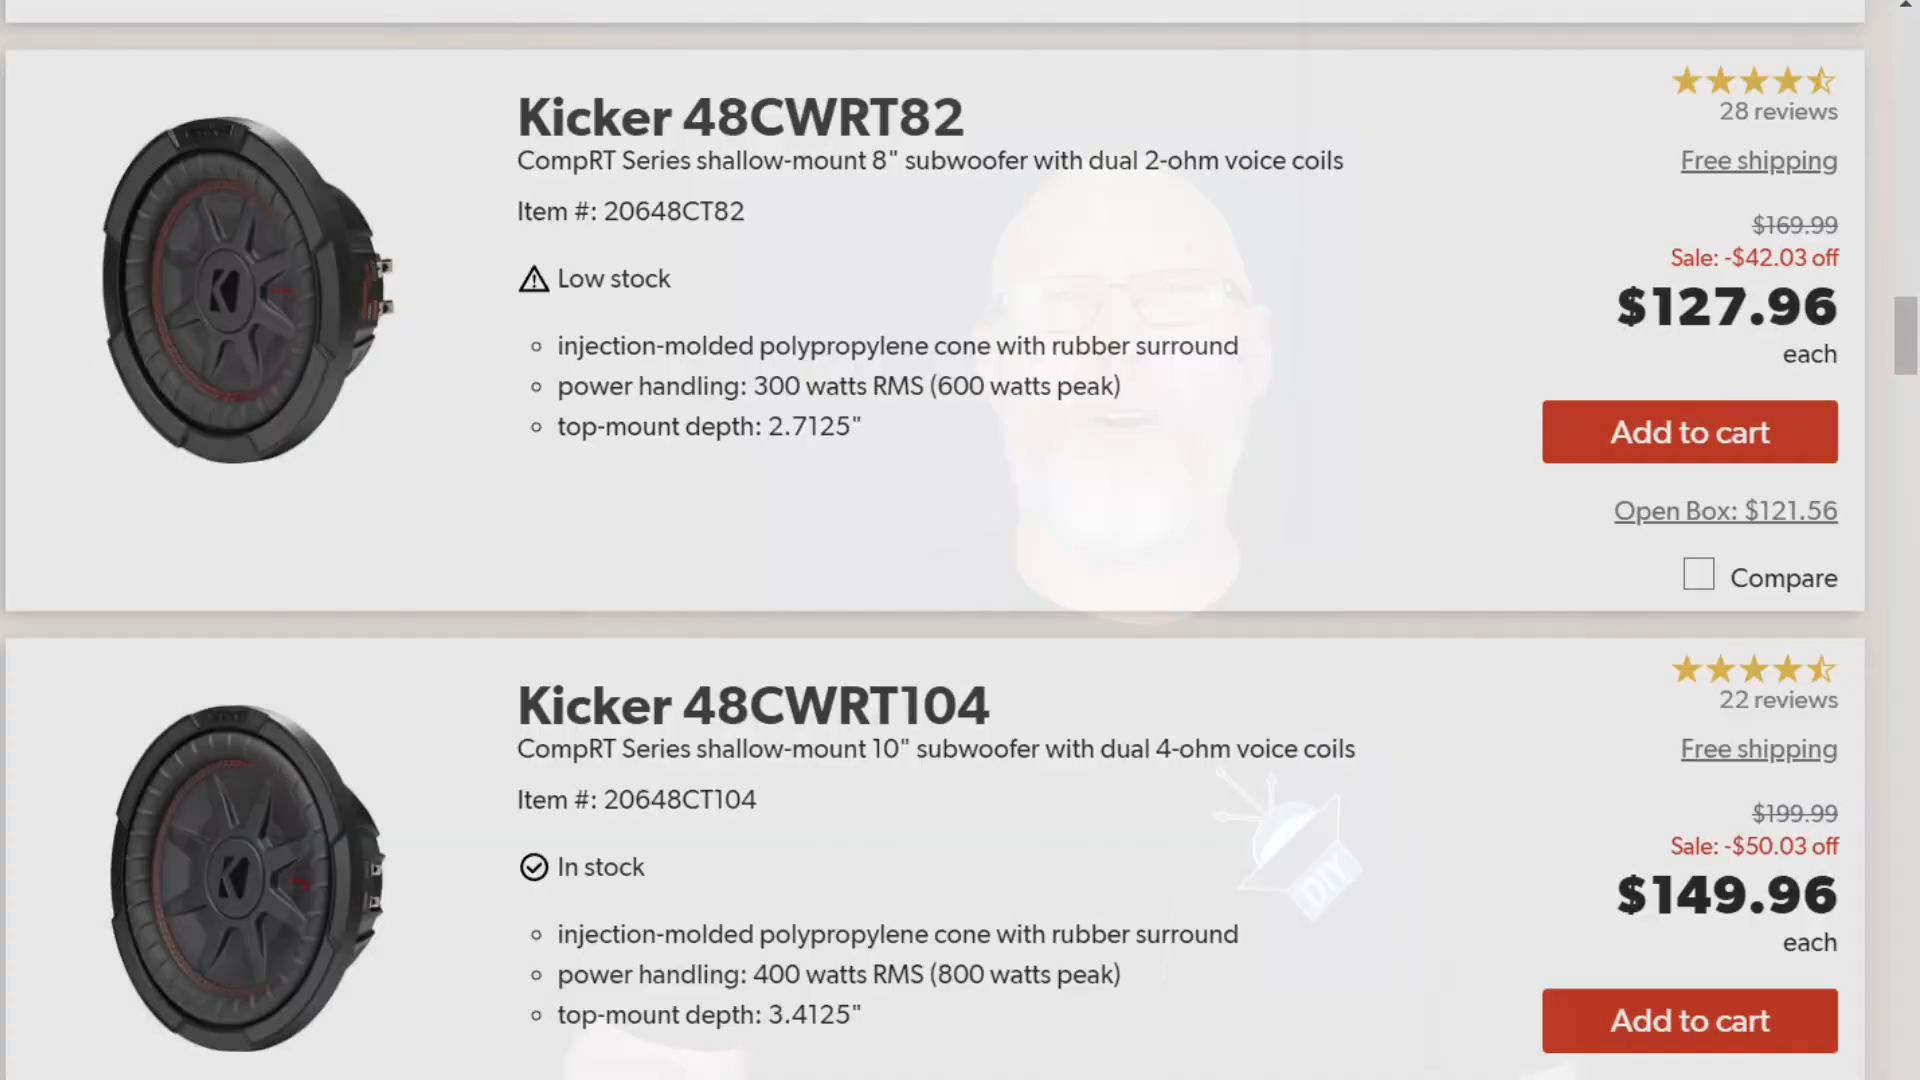 Kicker 48CWRT82
CompRT Series shallow-mount 8" subwoofer with dual 2-ohm voice coils
Item #: 20648CT82
Low stock
injection-molded polypropylene cone with rubber surround
power handling: 300 watts RMS (600 watts peak)
top-mount depth: 2.7125"
28 reviews
Free shipping
$169.99
Sale: -$42.03 off
$127.96
each
Add to cart
Open Box: $121.56
Compare
Kicker 48CWRT104
CompRT Series shallow-mount 10" subwoofer with dual 4-ohm voice coils
Item #: 20648CT104
In stock
injection-molded polypropylene cone with rubber surround
power handling: 400 watts RMS (800 watts peak)
top-mount depth: 3.4125"
22 reviews
Free shipping
$199.99
Sale: -$50.03 off
$149.96
each
Add to cart
DIY